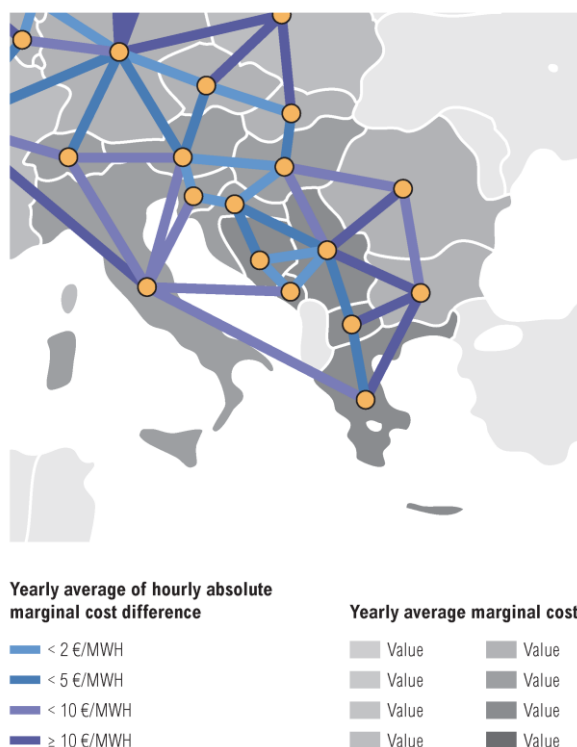 Yearly average of hourly absolute
marginal cost difference
< 2 €/MWH
< 5 €/MWH
< 10 €/MWH
≥ 10 €/MWH
Yearly average marginal cost
Value
Value
Value
Value
Value
Value
Value
Value